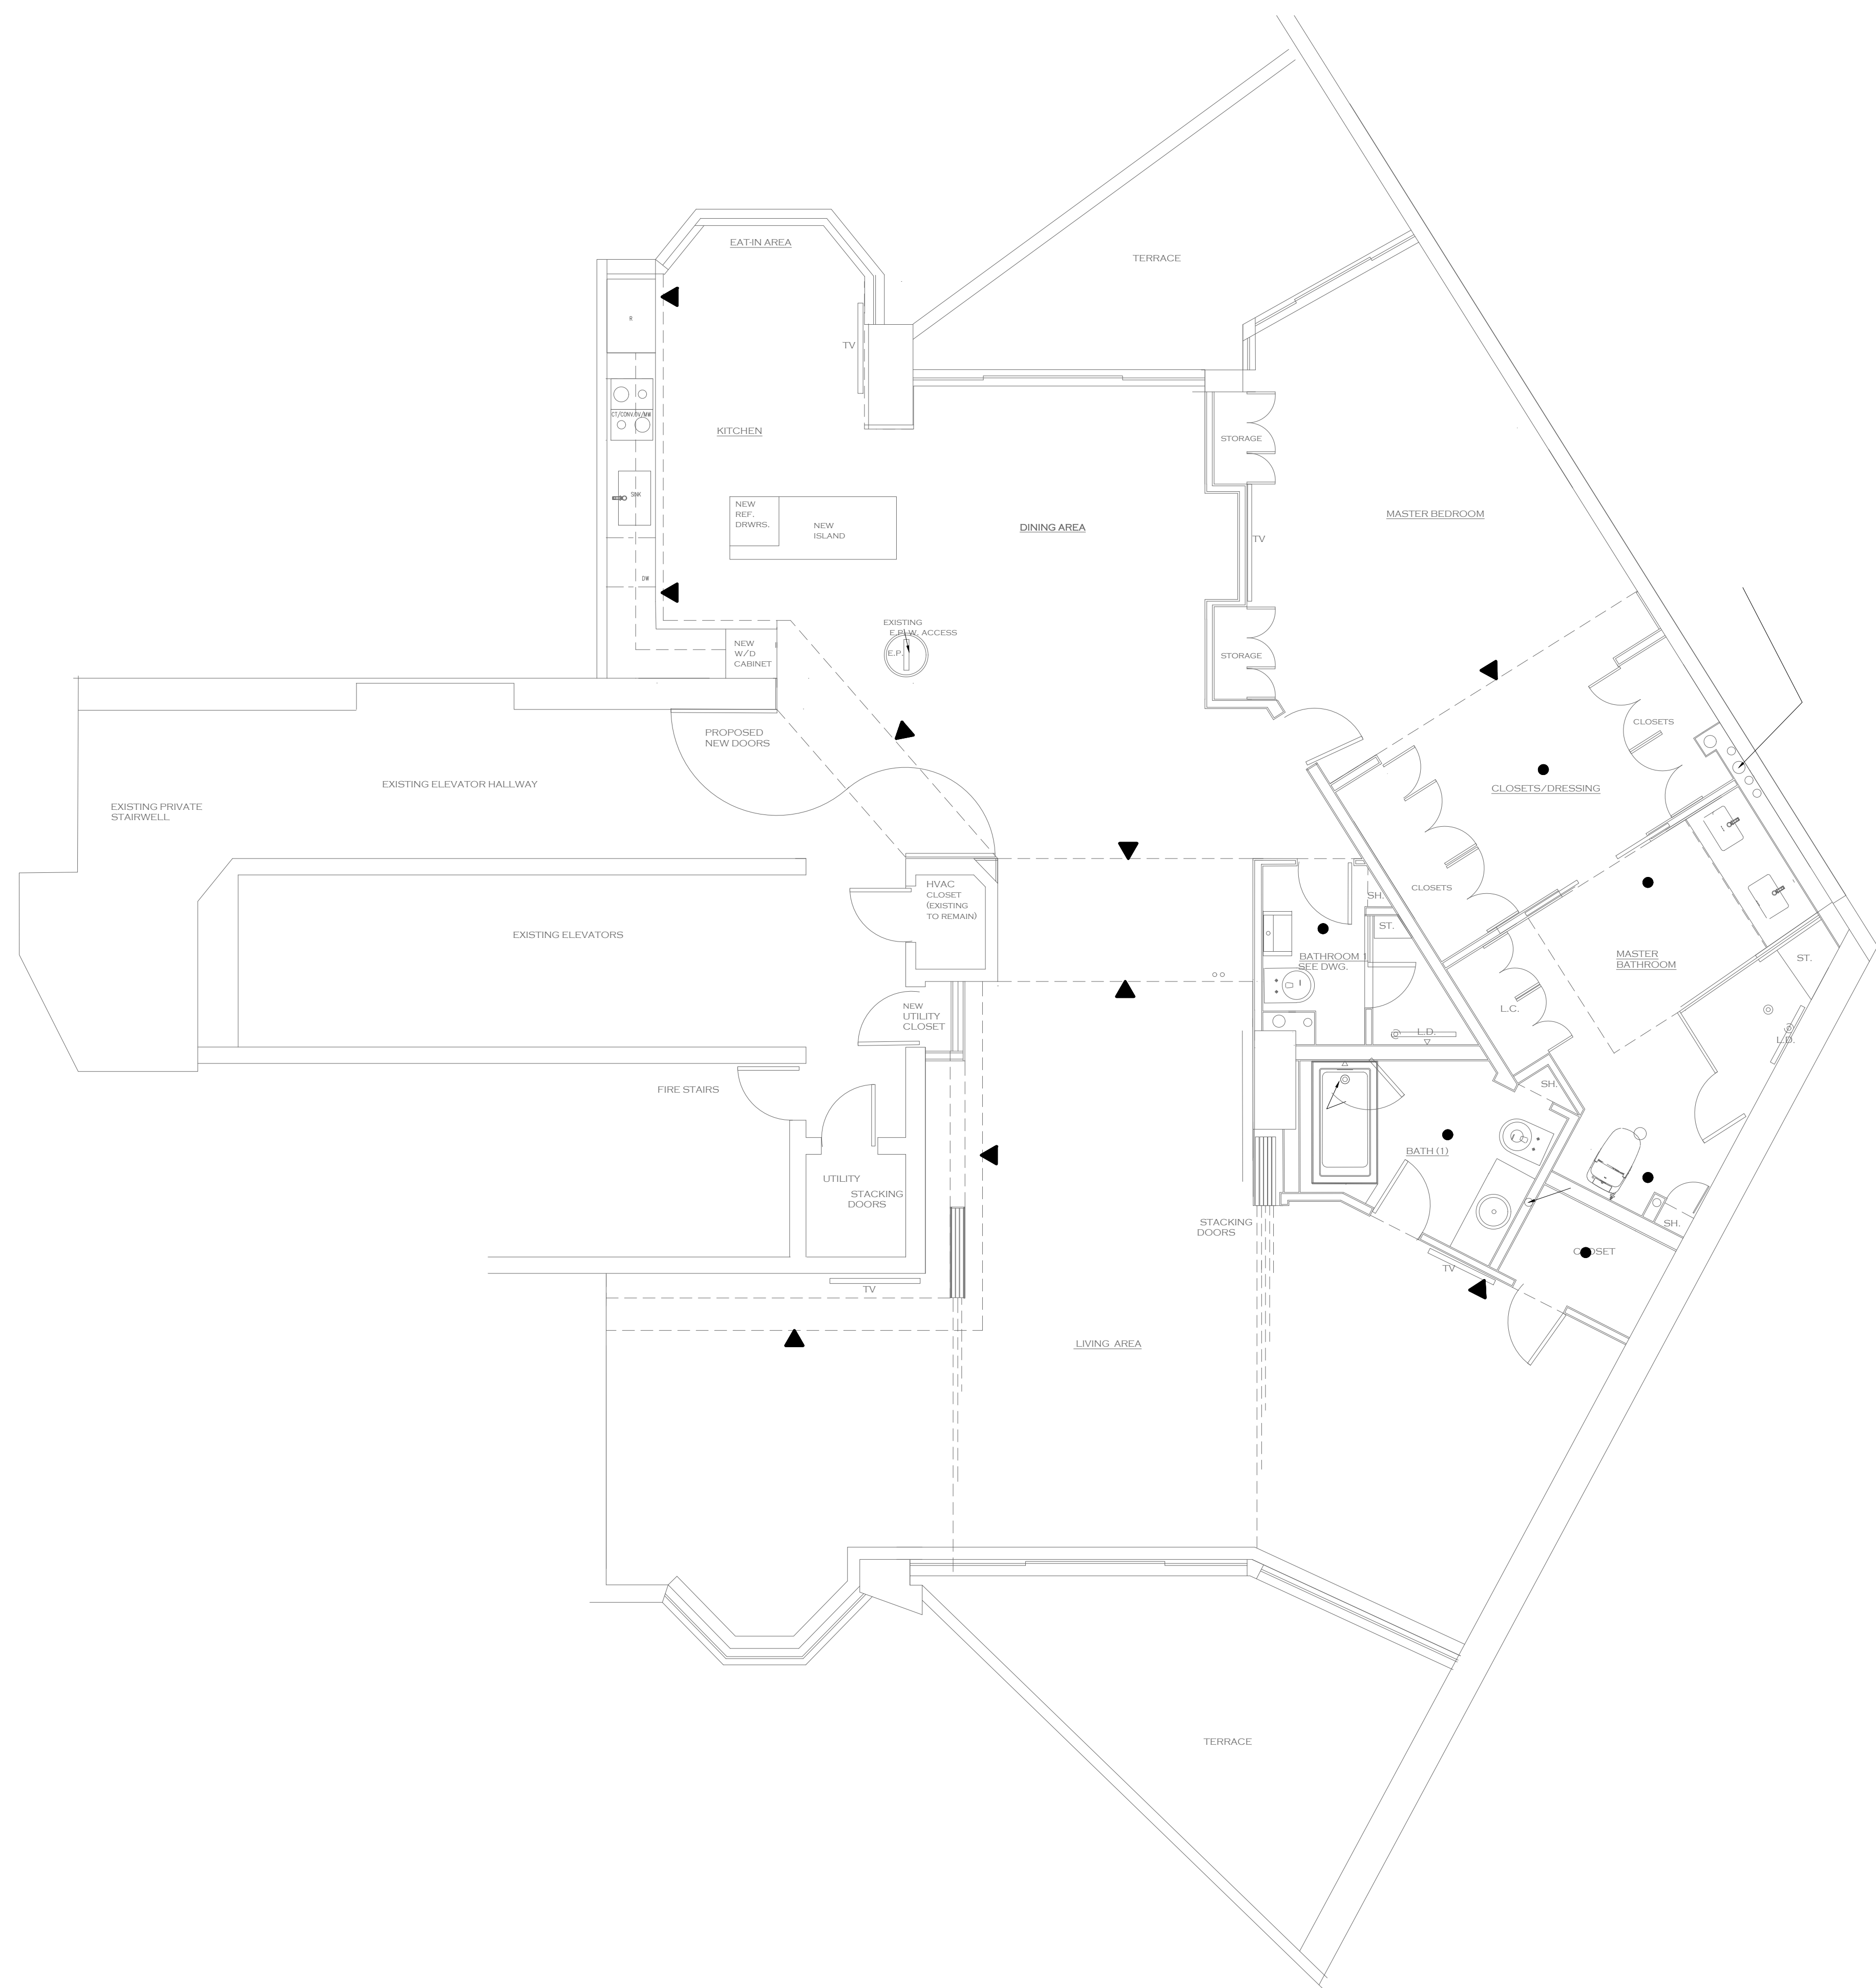 EAT-IN AREA
TERRACE
R
TV
CT/CONV/OV/MW
KITCHEN
STORAGE
SINK
NEW
REF.
DRWRS.
NEW
ISLAND
DINING AREA
MASTER BEDROOM
TV
DW
EXISTING
E.P. W. ACCESS
E.P.
NEW
W/D
CABINET
STORAGE
PROPOSED
NEW DOORS
CLOSETS
EXISTING ELEVATOR HALLWAY
CLOSETS/DRESSING
EXISTING PRIVATE
STAIRWELL
HVAC
CLOSET
(EXISTING
TO REMAIN)
CLOSETS
SH.
ST.
EXISTING ELEVATORS
BATHROOM 1
SEE DWG.
MASTER
BATHROOM
ST.
NEW
UTILITY
CLOSET
L.C.
L.D.
L.D.
FIRE STAIRS
SH.
BATH (1)
UTILITY
STACKING
DOORS
STACKING
DOORS
SH.
CLOSET
TV
TV
LIVING AREA
TERRACE